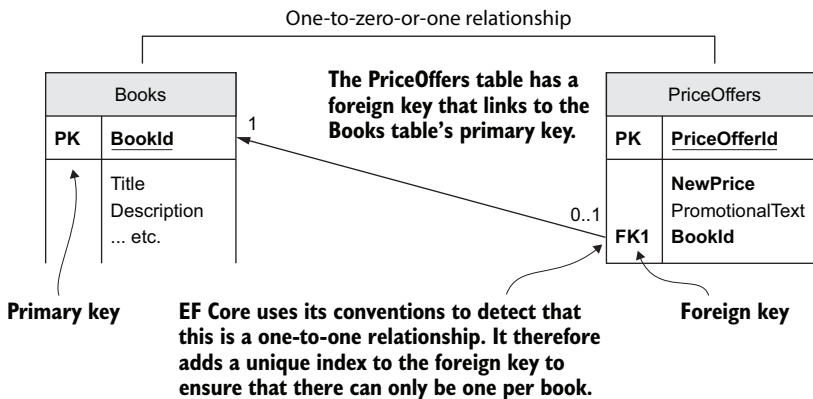 One-to-zero-or-one relationship
Books
PK BookId
Title
Description
... etc.
The PriceOffers table has a
foreign key that links to the
Books table's primary key.
1
0..1
PriceOffers
PK PriceOfferId
NewPrice
PromotionalText
FK1 BookId
Primary key
EF Core uses its conventions to detect that
this is a one-to-one relationship. It therefore
adds a unique index to the foreign key to
ensure that there can only be one per book.
Foreign key